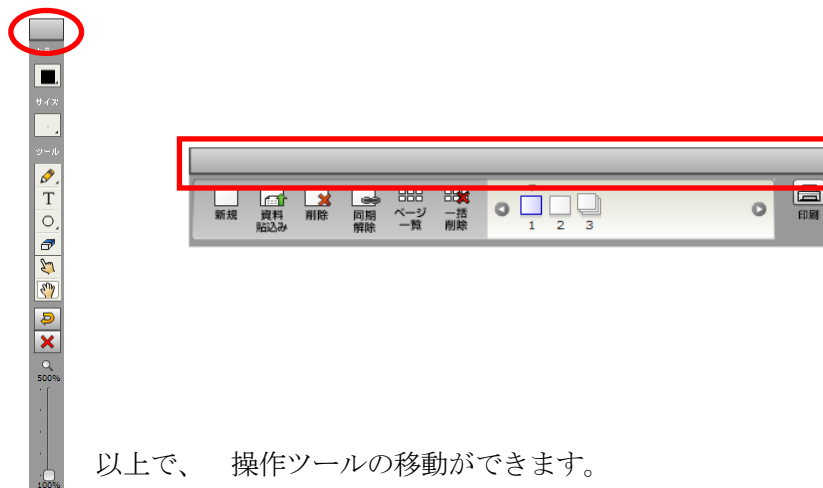 サイズ
ツール
T
500%
100%
新規
資料
貼込み
削除
同期
解除
ページ
一覧
一括
削除
1 2 3
印刷
以上で、 操作ツールの移動ができます。